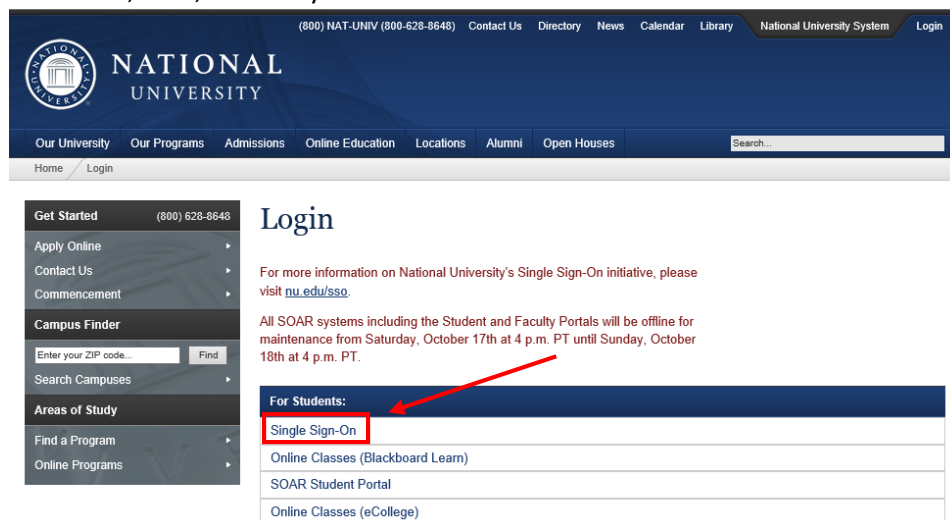 (800) NAT-UNIV (800-628-8648) Contact Us Directory News Calendar Library National University System Login
NATIONAL UNIVERSITY
NATIONAL
UNIVERSITY
Our University Our Programs Admissions Online Education Locations Alumni Open Houses Search...
Home Login
Get Started (800) 628-8648
Apply Online
Contact Us
Commencement
Campus Finder
Enter your ZIP code... Find
Search Campuses
Areas of Study
Find a Program
Online Programs
Login
For more information on National University's Single Sign-On initiative, please
visit nu.edu/sso.
All SOAR systems including the Student and Faculty Portals will be offline for
maintenance from Saturday, October 17th at 4 p.m. PT until Sunday, October
18th at 4 p.m. PT.
For Students:
Single Sign-On
Online Classes (Blackboard Learn)
SOAR Student Portal
Online Classes (eCollege)